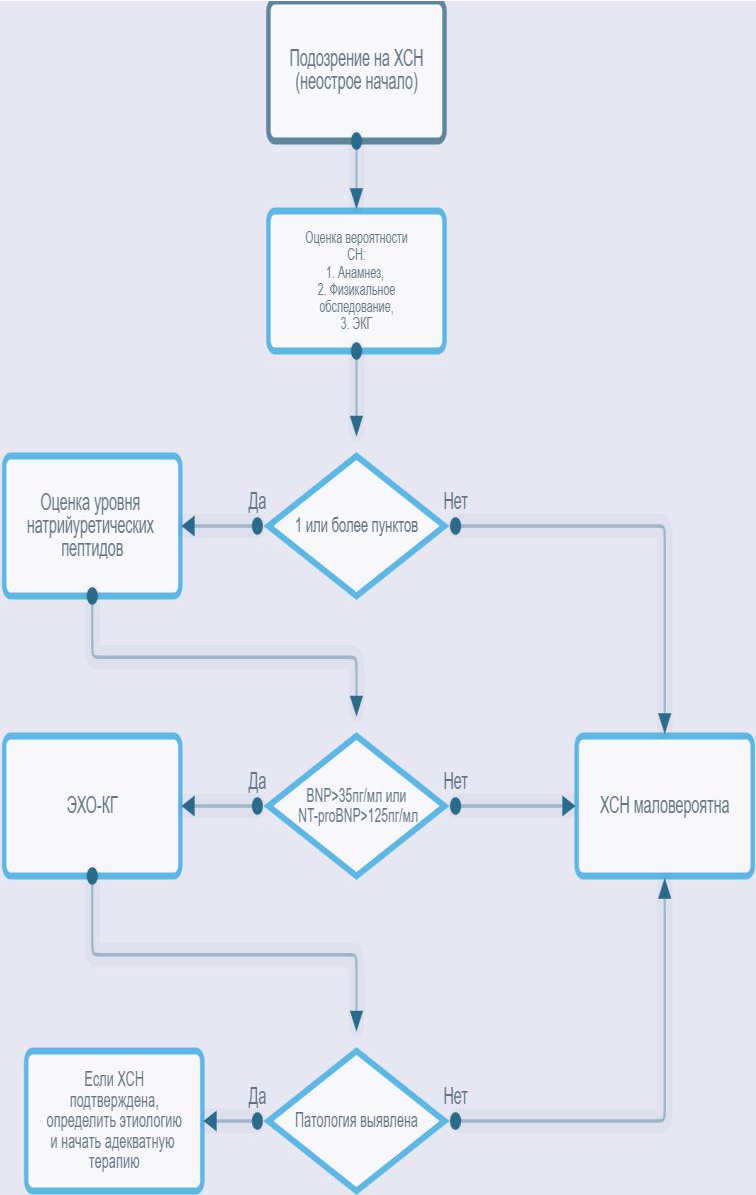 Подозрение на ХСН
(неострое начало)
Оценка вероятности
СН:
1. Анамнез,
2. Физикальное
обследование,
3. ЭКГ
Оценка уровня
натрийуретических
пептидов
Да
1 или более пунктов
Нет
ЭХО-КГ
Да
BNP>35пг/мл или
NT-proBNP>125пг/мл
Нет
ХСН маловероятна
Если ХСН
подтверждена,
определить этиологию
и начать адекватную
терапию
Да
Патология выявлена
Нет